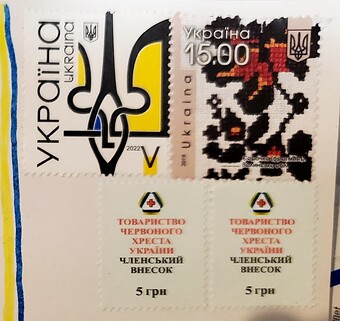 УКРАЇНА
ukraina
2022
V
Україна
15.00
Ukraina
2018
ТОВАРИСТВО
ЧЕРВОНОГО
ХРЕСТА
УКРАЇНИ
ЧЛЕНСЬКИЙ
ВНЕСОК
5 грн
ТОВАРИСТВО
ЧЕРВОНОГО
ХРЕСТА
УКРАЇНИ
ЧЛЕНСЬКИЙ
ВНЕСОК
5 грн